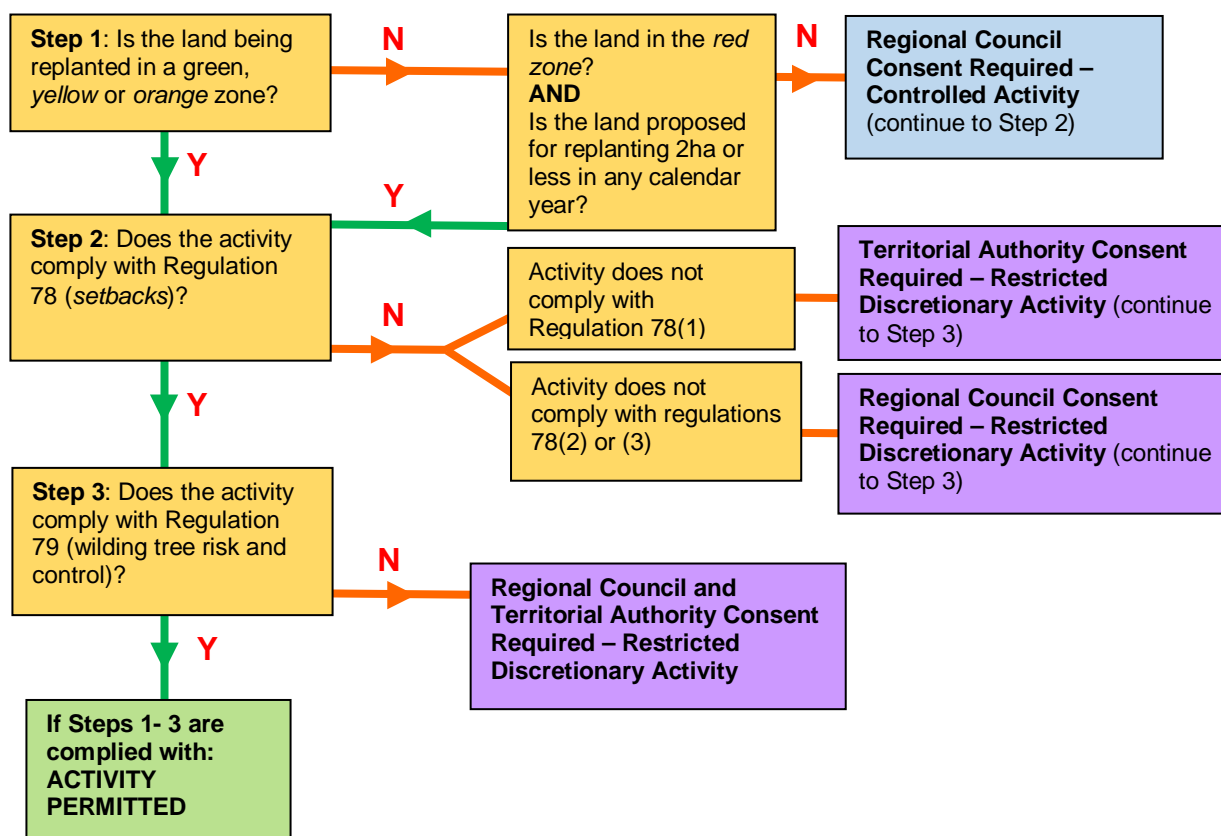 Step 1: Is the land being
replanted in a green,
yellow or orange zone?
N
Is the land in the red
zone?
AND
Is the land proposed
for replanting 2ha or
less in any calendar
year?
N
Regional Council
Consent Required –
Controlled Activity
(continue to Step 2)
Y
Y
Step 2: Does the activity
comply with Regulation
78 (setbacks)?
N
Activity does not
comply with
Regulation 78(1)
Territorial Authority Consent
Required – Restricted
Discretionary Activity (continue
to Step 3)
Activity does not
comply with regulations
78(2) or (3)
Regional Council Consent
Required – Restricted
Discretionary Activity (continue
to Step 3)
Y
Step 3: Does the activity
comply with Regulation
79 (wilding tree risk and
control)?
N
Regional Council and
Territorial Authority Consent
Required – Restricted
Discretionary Activity
Y
If Steps 1- 3 are
complied with:
ACTIVITY
PERMITTED